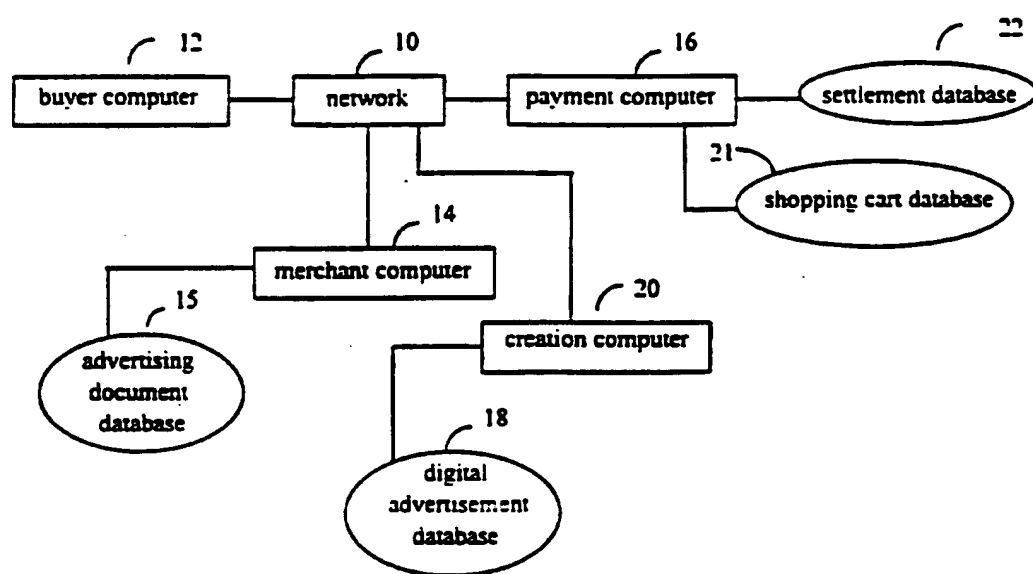 12
10
16
22
buyer computer
network
payment computer
settlement database
21
shopping cart database
14
merchant computer
15
20
advertising
document
database
creation computer
18
digital
advertisement
database